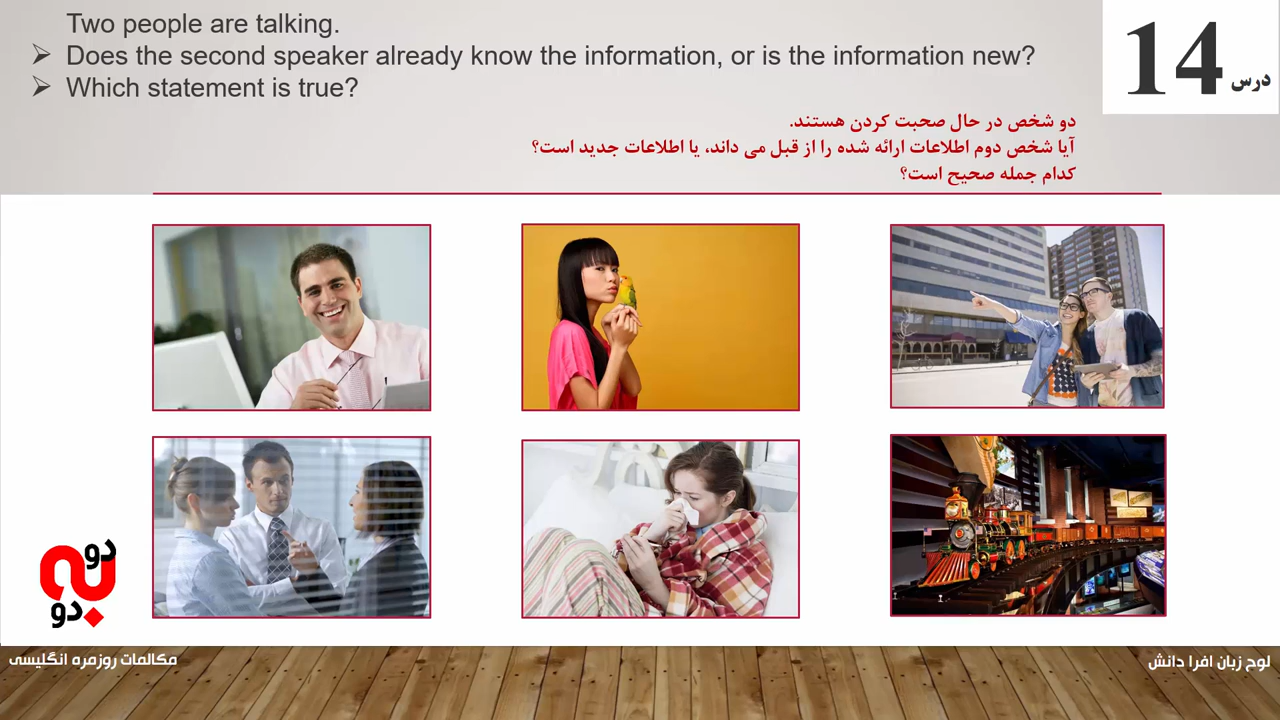 Two people are talking.
➢ Does the second speaker already know the information, or is the information new?
➢ Which statement is true?
درس 14
دو شخص در حال صحبت کردن هستند.
آیا شخص دوم اطلاعات ارائه شده را از قبل می داند، یا اطلاعات جدید است؟
کدام جمله صحیح است؟
دو به دو
مکالمات روزمره انگلیسی
لوح زبان افرا دانش